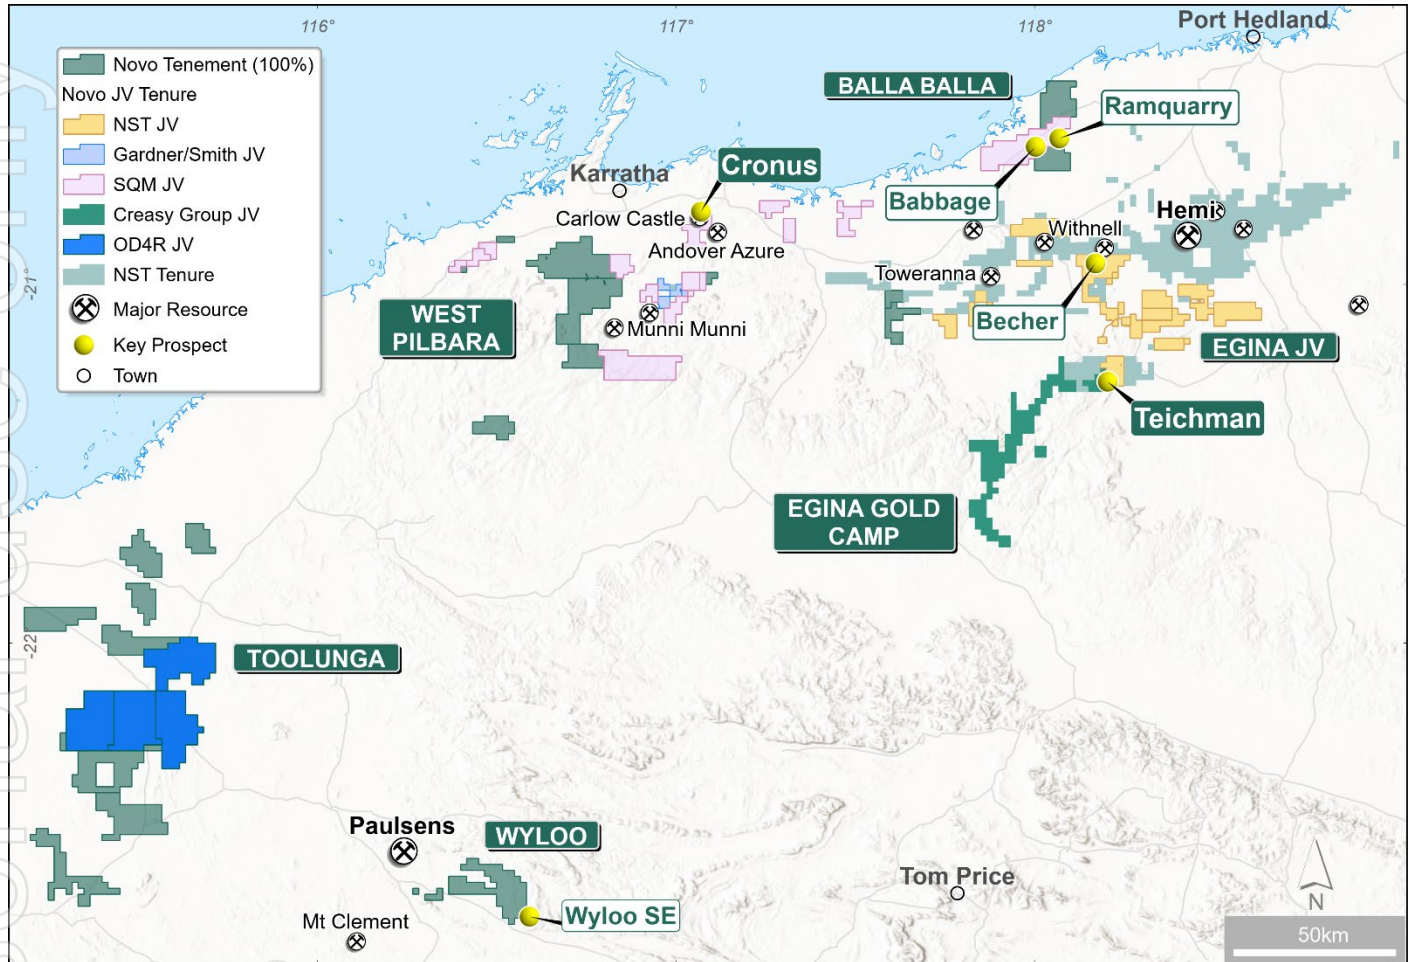 116°
117°
118°
Port Hedland
Novo Tenement (100%)
Novo JV Tenure
NST JV
Gardner/Smith JV
SQM JV
Creasy Group JV
OD4R JV
NST Tenure
Major Resource
Key Prospect
Town
BALLA BALLA
Ramquarry
Cronus
Karratha
Babbage
Carlow Castle
Hemi
Withnell
Andover Azure
Toweranna
-21°
WEST
PILBARA
Munni Munni
Becher
EGINA JV
Teichman
EGINA GOLD
CAMP
-22°
TOOLUNGA
Paulsens
WYLOO
Tom Price
Wyloo SE
Mt Clement
N
50km